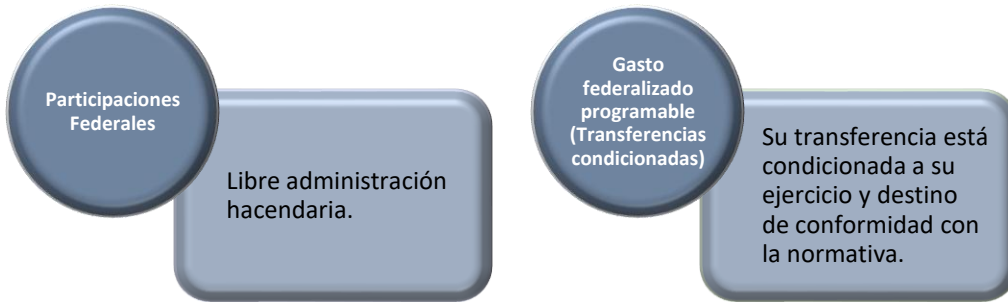 Participaciones
Federales
Libre administración
hacendaria.
Gasto
federalizado
programable
(Transferencias
condicionadas)
Su transferencia está
condicionada a su
ejercicio y destino
de conformidad con
la normativa.